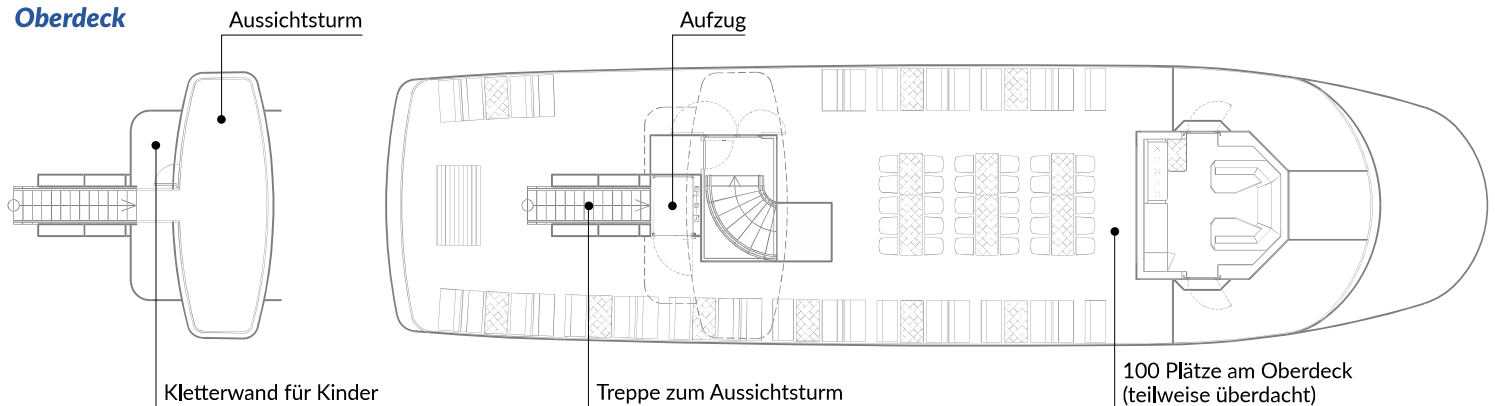 Oberdeck
Aussichtsturm
Aufzug
Kletterwand für Kinder
Treppe zum Aussichtsturm
100 Plätze am Oberdeck
(teilweise überdacht)